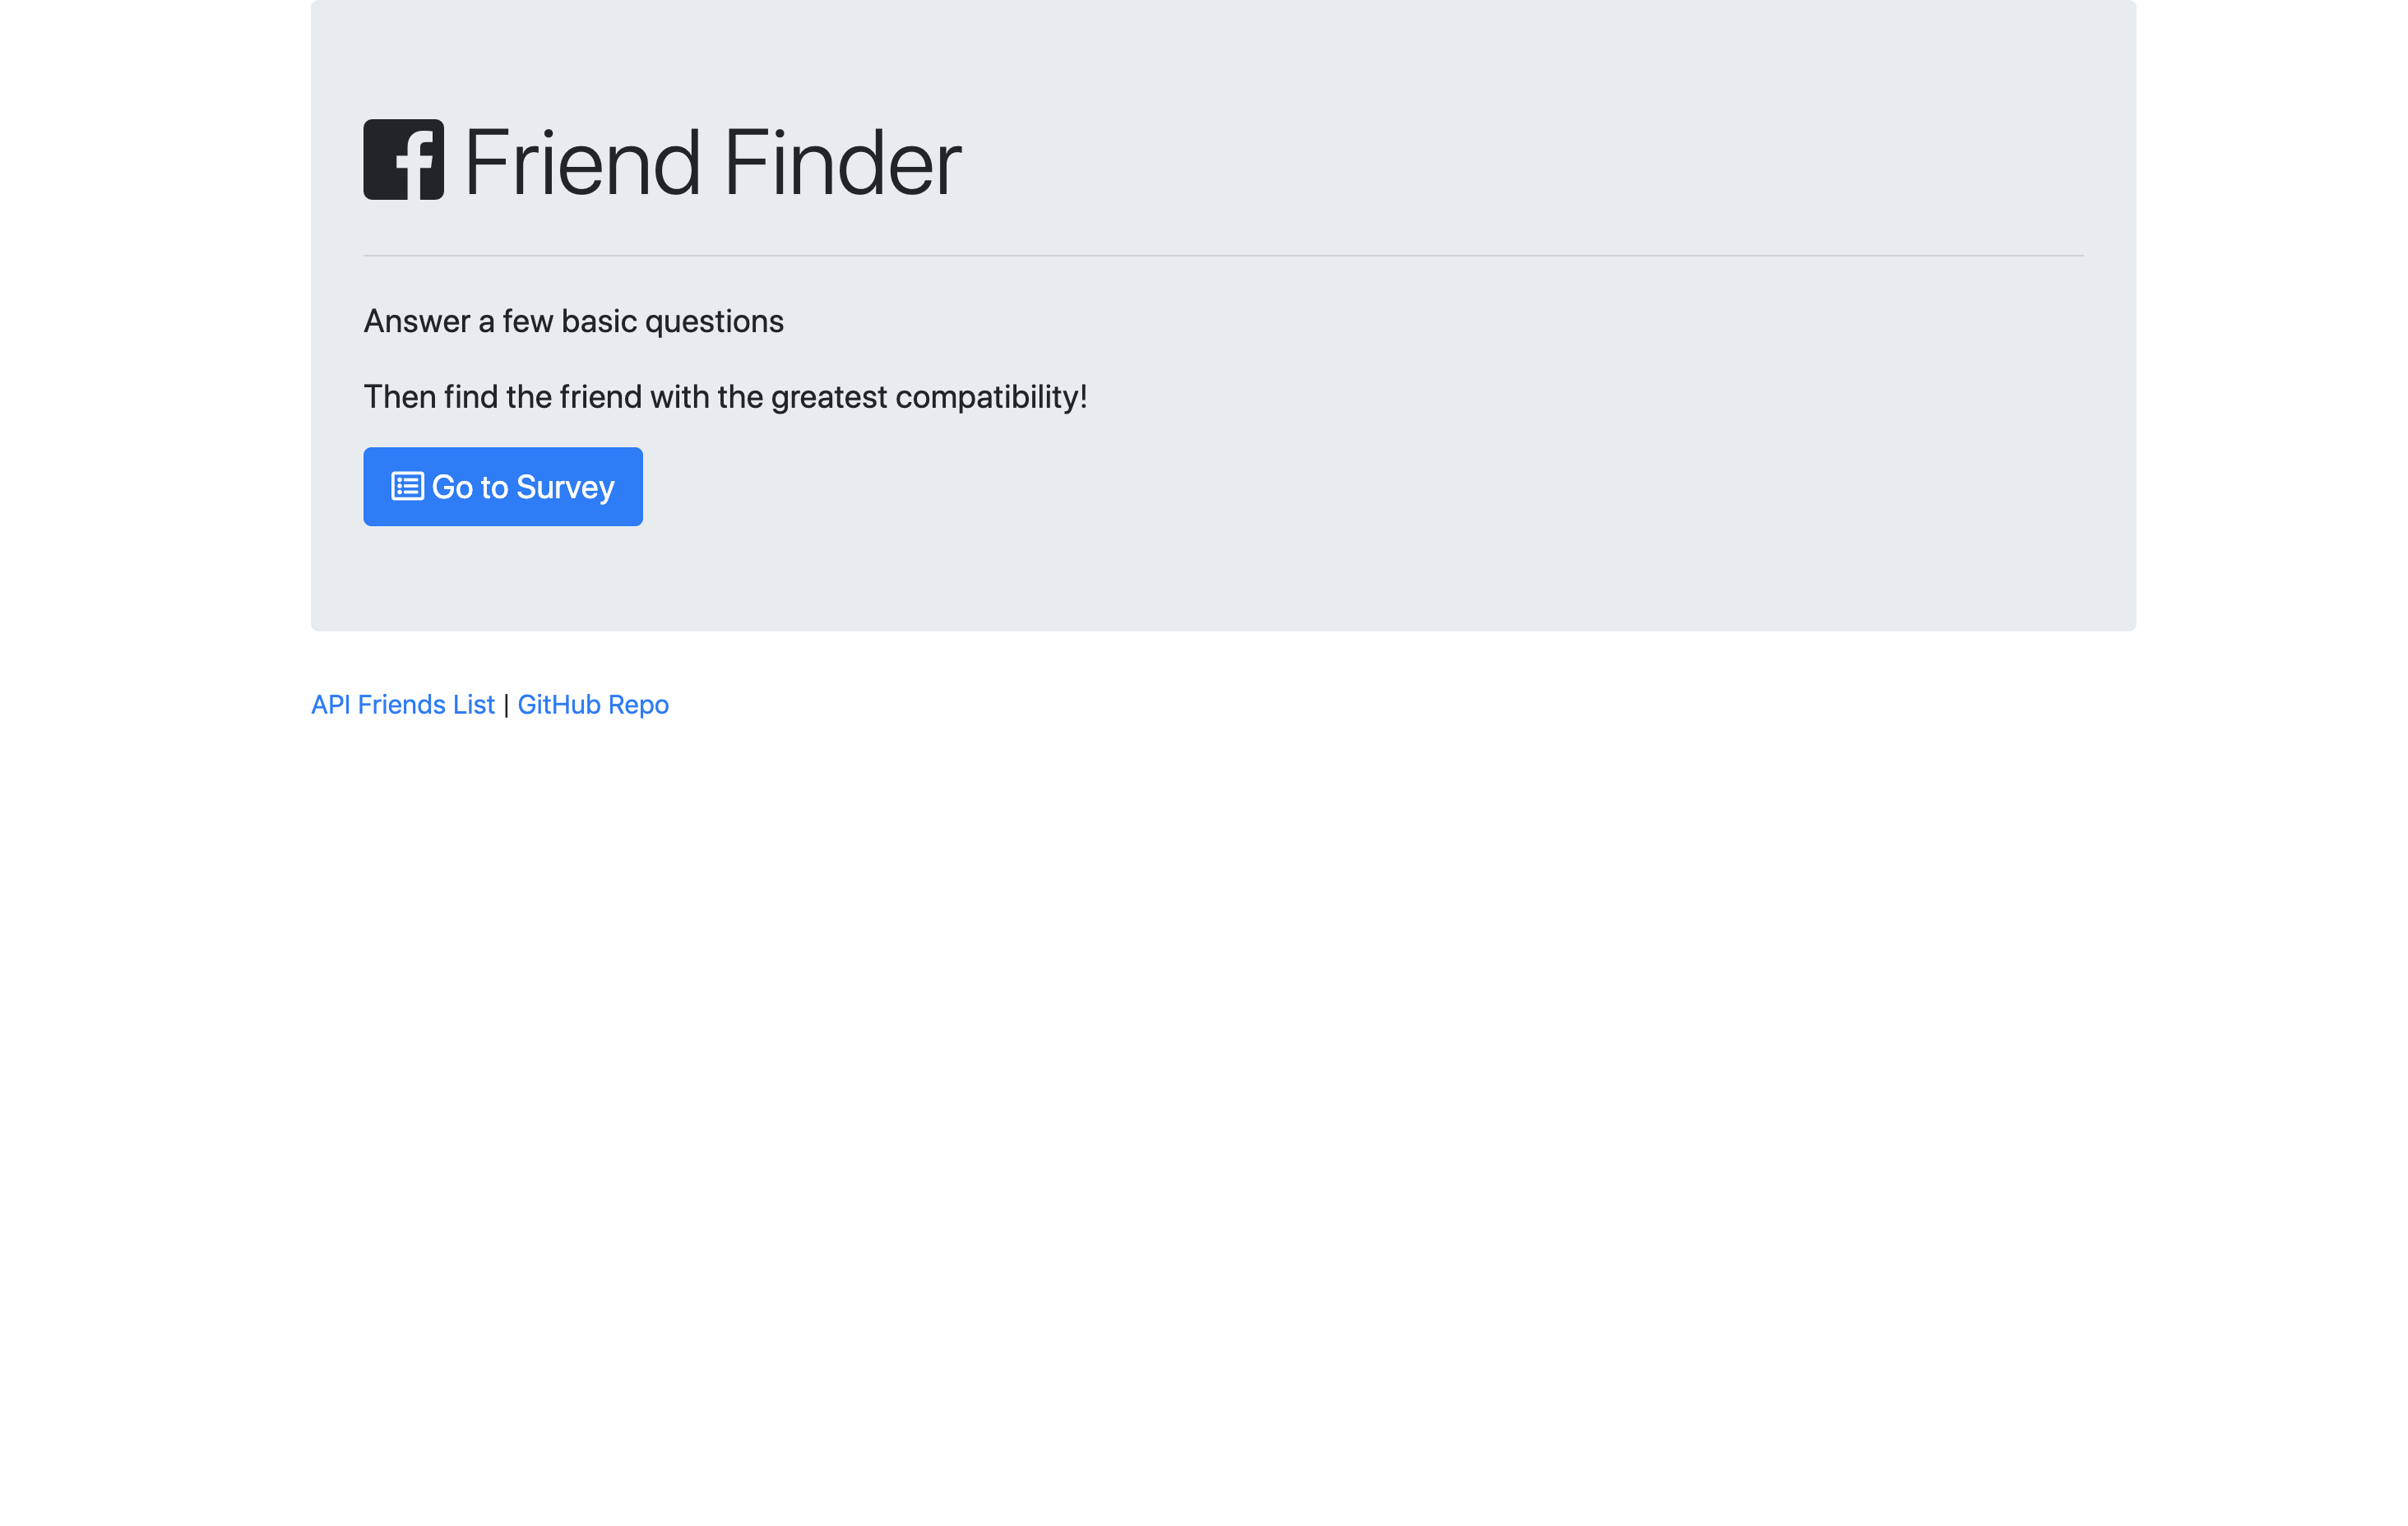 Friend Finder
Answer a few basic questions
Then find the friend with the greatest compatibility!
Go to Survey
API Friends List | GitHub Repo